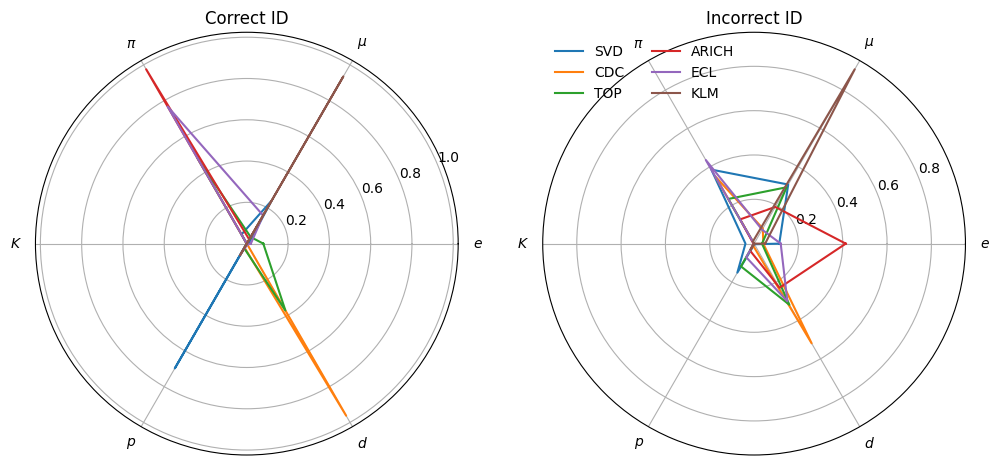 Correct ID
Incorrect ID
π
μ
1.0
0.8
0.6
0.4
0.2
K
e
p
d
π
μ
SVD
ARICH
CDC
ECL
TOP
KLM
0.8
0.6
0.4
0.2
K
e
p
d